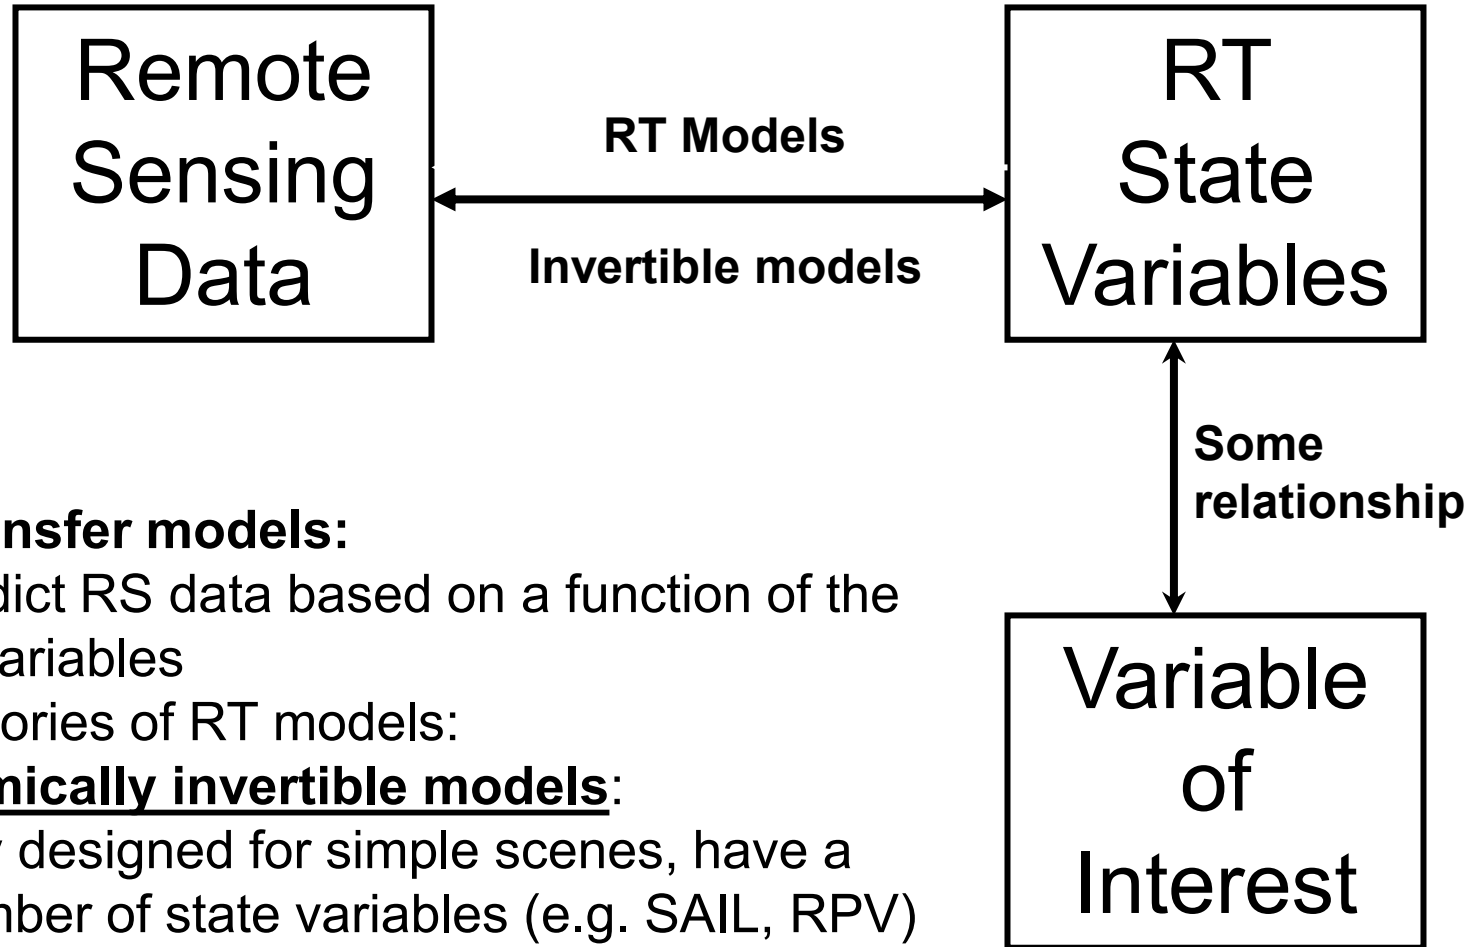 Remote
Sensing
Data
RT Models
Invertible models
RT
State
Variables
Some
relationship
nsfer models:
dict RS data based on a function of the
ariables
ories of RT models:
mically invertible models:
designed for simple scenes, have a
ber of state variables (e.g. SAIL, RPV)
Variable
of
Interest